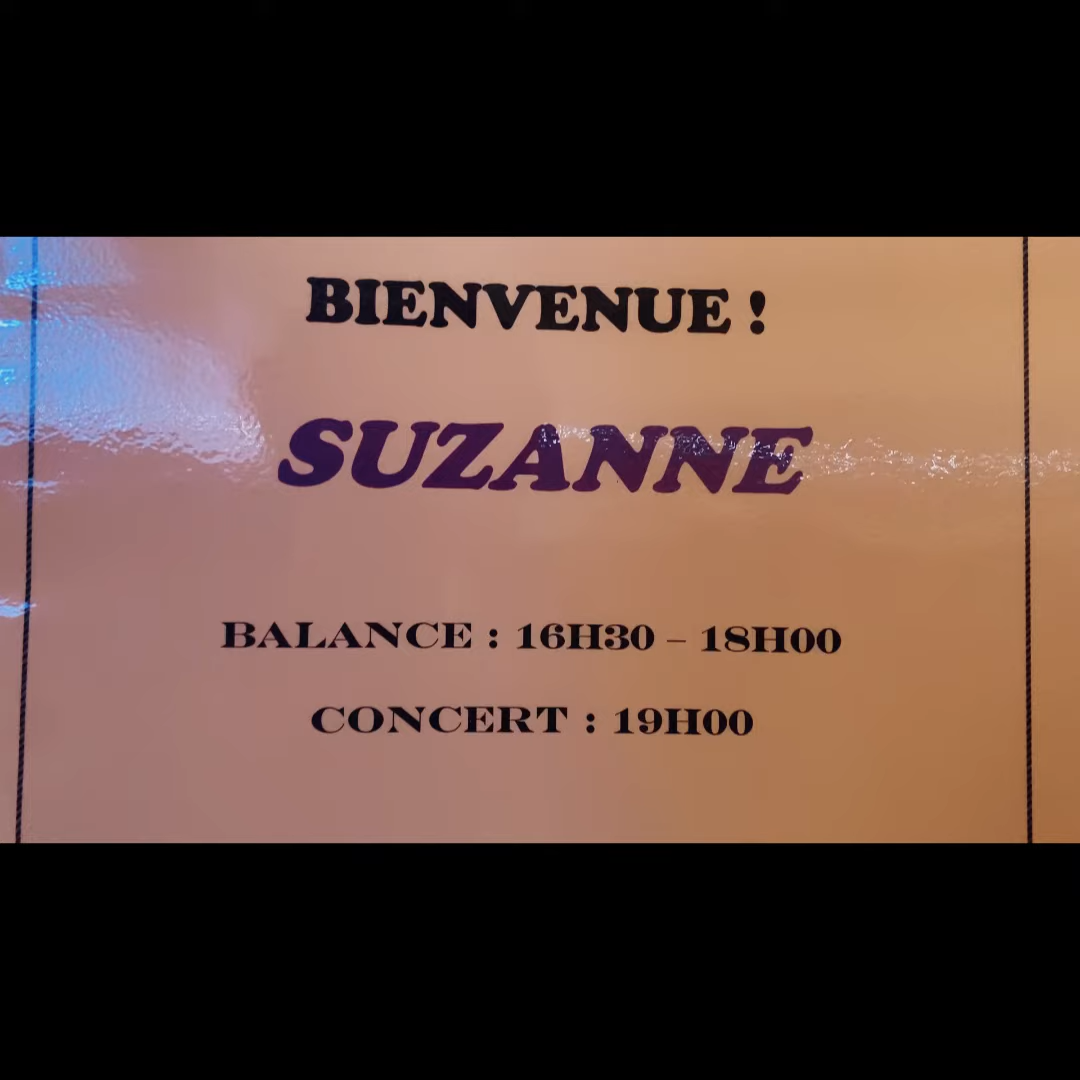 BIENVENUE !
SUZANNE
BALANCE : 16H30 – 18H00
CONCERT : 19H00